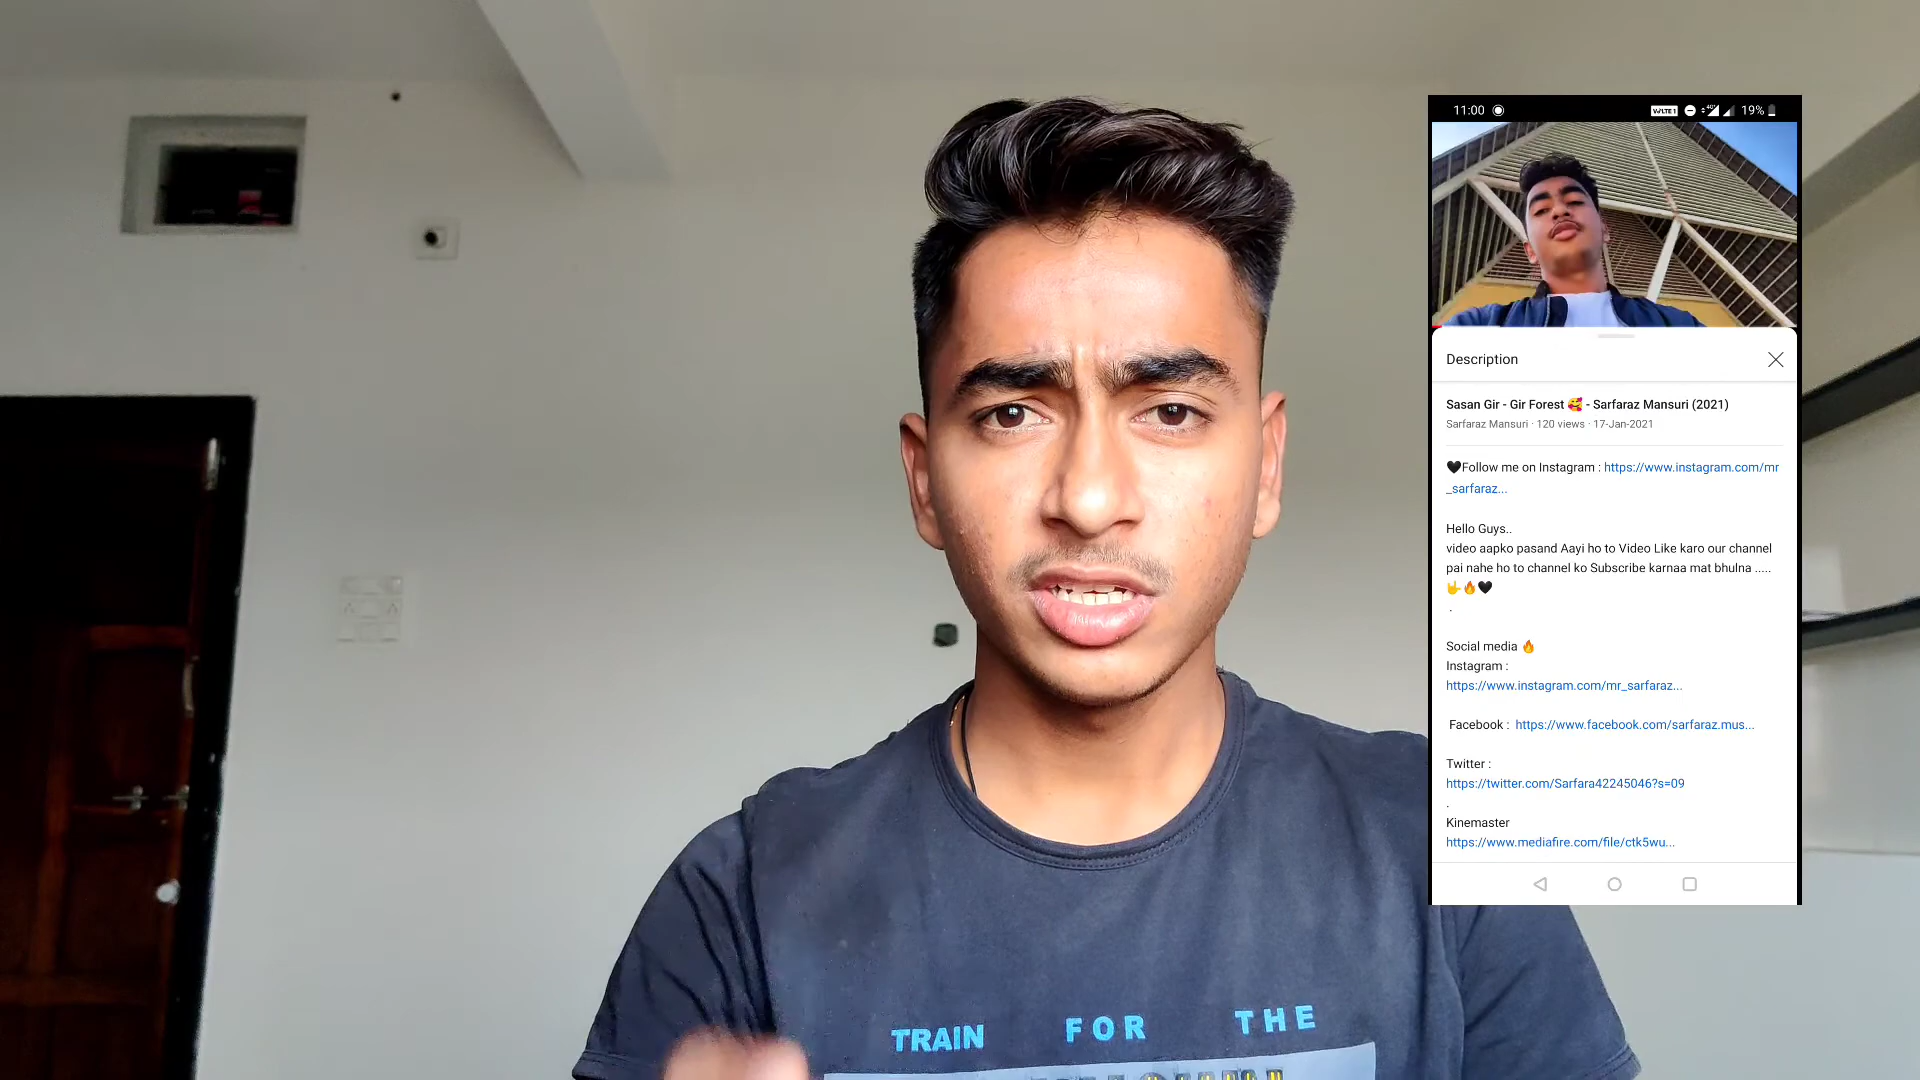 11:00 VoLTE 1 4G+ 19%
Description
Sasan Gir - Gir Forest 🥰 - Sarfaraz Mansuri (2021)
Sarfaraz Mansuri · 120 views · 17-Jan-2021
🖤Follow me on Instagram : https://www.instagram.com/mr
_sarfaraz...
Hello Guys..
video aapko pasand Aayi ho to Video Like karo our channel
pai nahe ho to channel ko Subscribe karnaa mat bhulna .....
🤟🔥🖤
.
Social media 🔥
Instagram :
https://www.instagram.com/mr_sarfaraz...
Facebook : https://www.facebook.com/sarfaraz.mus...
Twitter :
https://twitter.com/Sarfara42245046?s=09
.
Kinemaster
https://www.mediafire.com/file/ctk5wu...
TRAIN FOR THE